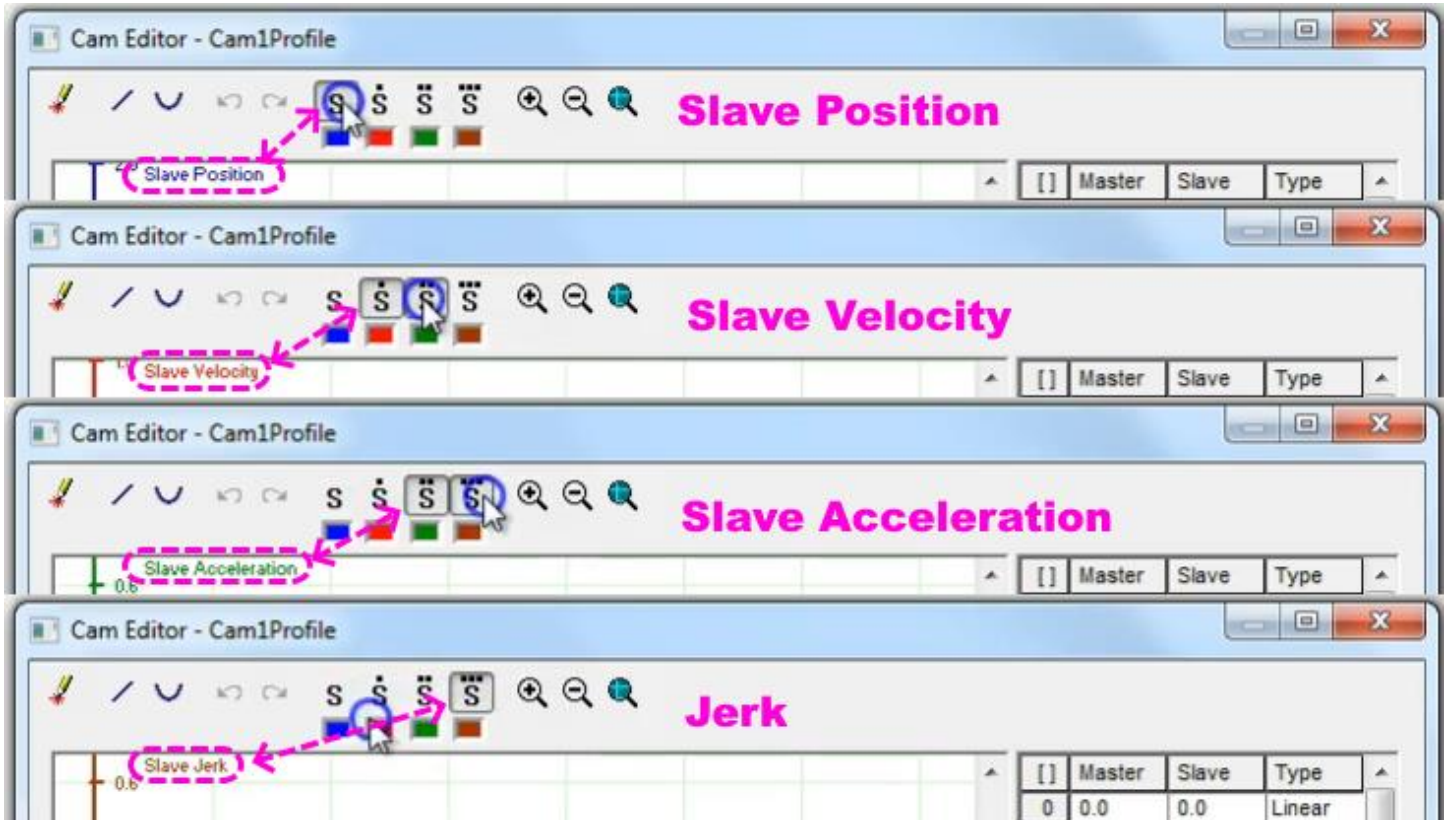 Cam Editor - Cam1Profile
S Ṡ S̈ S⃛ Slave Position
2.0 Slave Position
[ ] Master Slave Type
Cam Editor - Cam1Profile
S Ṡ S̈ S⃛ Slave Velocity
Slave Velocity
[ ] Master Slave Type
Cam Editor - Cam1Profile
S Ṡ S̈ S⃛ Slave Acceleration
Slave Acceleration
0.6
[ ] Master Slave Type
Cam Editor - Cam1Profile
S Ṡ S̈ S⃛ Jerk
Slave Jerk
0.6
[ ] Master Slave Type
0 0.0 0.0 Linear